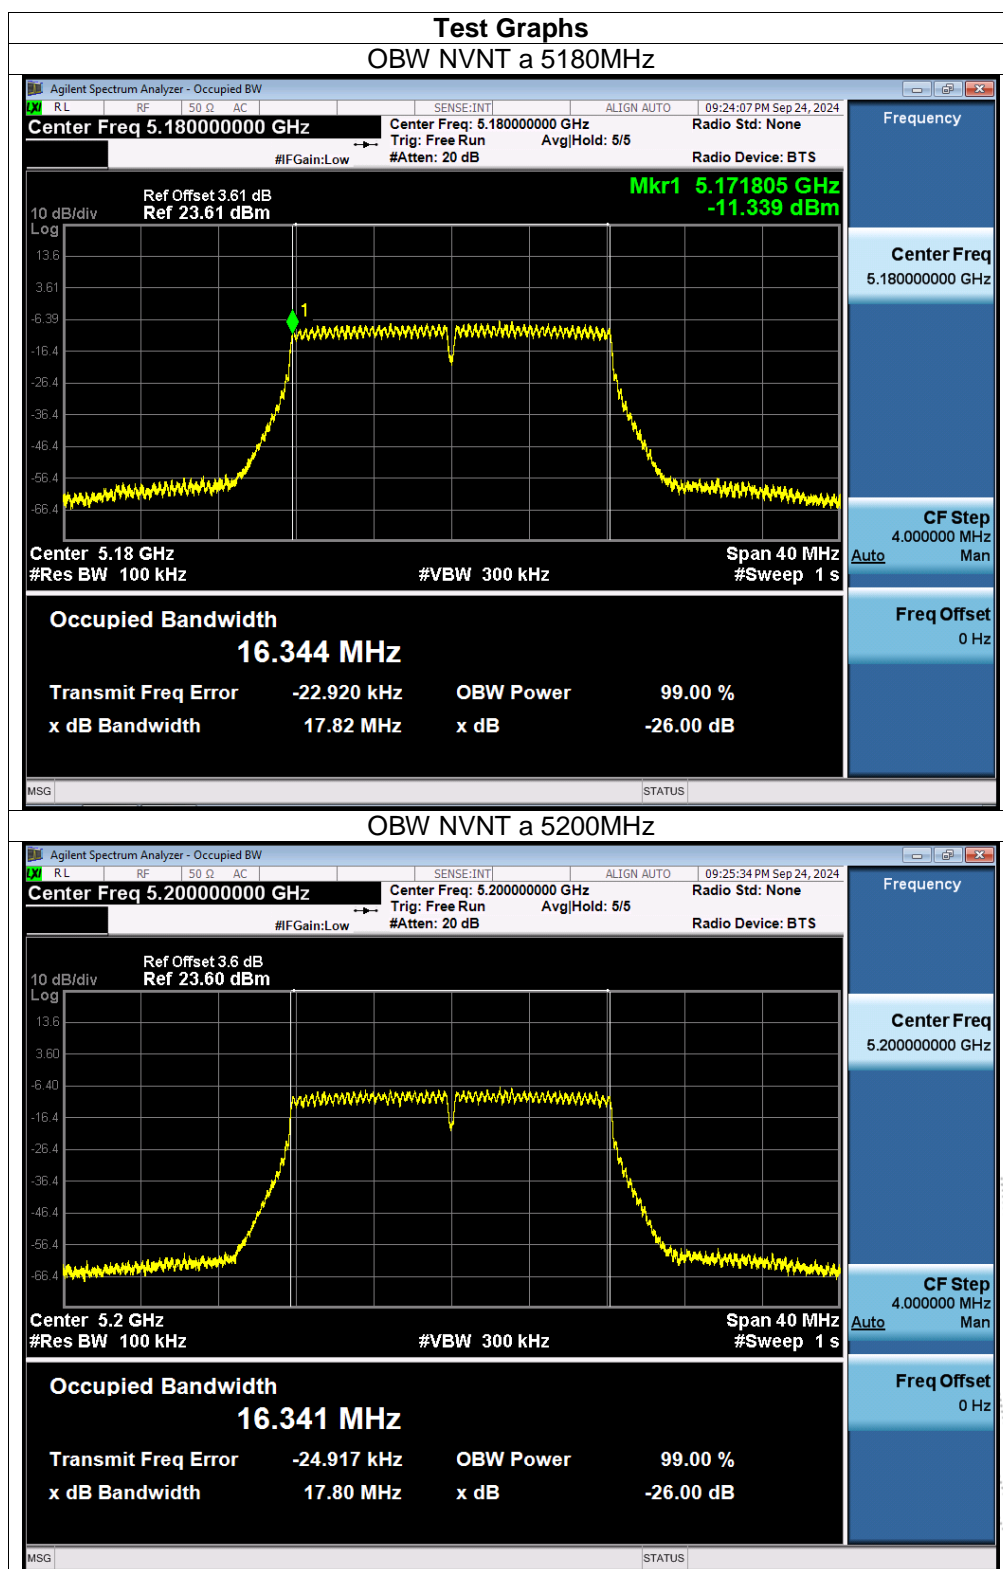 Test Graphs
OBW NVNT a 5180MHz
Agilent Spectrum Analyzer - Occupied BW
LXI RL RF 50 Ω AC SENSE:INT ALIGN AUTO 09:24:07 PM Sep 24, 2024
Center Freq 5.180000000 GHz Center Freq: 5.180000000 GHz Radio Std: None Frequency
Trig: Free Run Avg|Hold: 5/5
#IFGain:Low #Atten: 20 dB Radio Device: BTS
Mkr1 5.171805 GHz
-11.339 dBm
Ref Offset 3.61 dB
10 dB/div Ref 23.61 dBm
Log
13.6
3.61
-6.39
-16.4
-26.4
-36.4
-46.4
-56.4
-66.4
1
Center Freq
5.180000000 GHz
CF Step
4.000000 MHz
Auto Man
Center 5.18 GHz Span 40 MHz
#Res BW 100 kHz #VBW 300 kHz #Sweep 1 s
Freq Offset
0 Hz
Occupied Bandwidth
16.344 MHz
Transmit Freq Error -22.920 kHz OBW Power 99.00 %
x dB Bandwidth 17.82 MHz x dB -26.00 dB
MSG STATUS
OBW NVNT a 5200MHz
Agilent Spectrum Analyzer - Occupied BW
LXI RL RF 50 Ω AC SENSE:INT ALIGN AUTO 09:25:34 PM Sep 24, 2024
Center Freq 5.200000000 GHz Center Freq: 5.200000000 GHz Radio Std: None Frequency
Trig: Free Run Avg|Hold: 5/5
#IFGain:Low #Atten: 20 dB Radio Device: BTS
Ref Offset 3.6 dB
10 dB/div Ref 23.60 dBm
Log
13.6
3.60
-6.40
-16.4
-26.4
-36.4
-46.4
-56.4
-66.4
Center Freq
5.200000000 GHz
CF Step
4.000000 MHz
Auto Man
Center 5.2 GHz Span 40 MHz
#Res BW 100 kHz #VBW 300 kHz #Sweep 1 s
Freq Offset
0 Hz
Occupied Bandwidth
16.341 MHz
Transmit Freq Error -24.917 kHz OBW Power 99.00 %
x dB Bandwidth 17.80 MHz x dB -26.00 dB
MSG STATUS